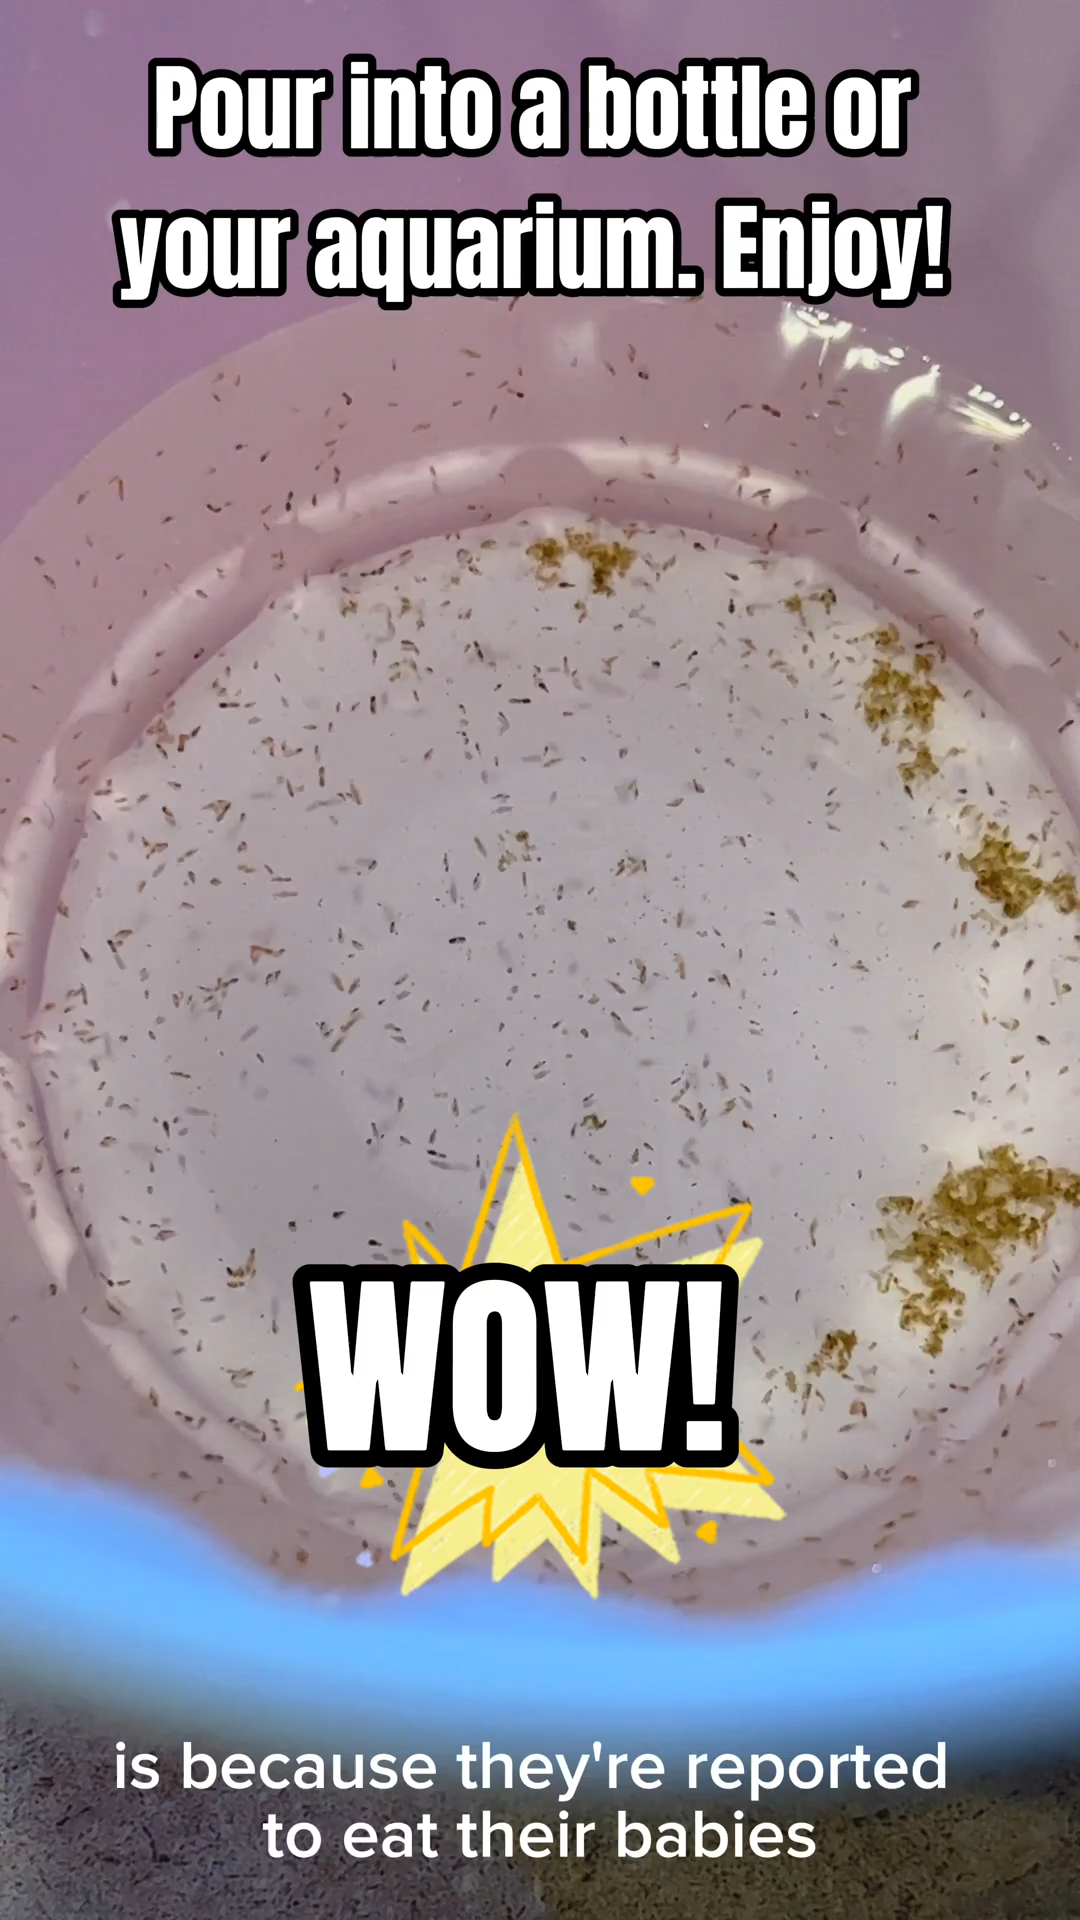 Pour into a bottle or
your aquarium. Enjoy!
WOW!
is because they're reported
to eat their babies